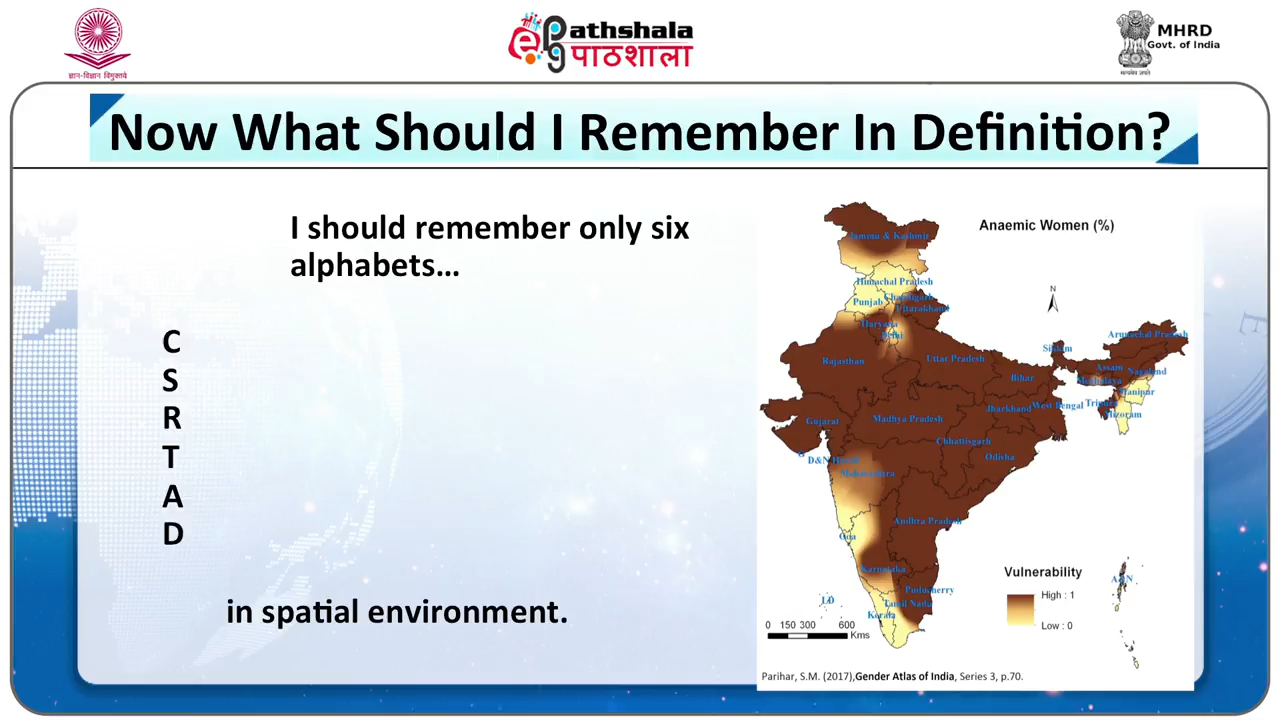 ज्ञान-विज्ञान विमुक्तये
e
PG
Pathshala
पाठशाला
MHRD
Govt. of India
सत्यमेव जयते
Now What Should I Remember In Definition?
I should remember only six
alphabets...
C
S
R
T
A
D
in spatial environment.
Anaemic Women (%)
N
Jammu & Kashmir
Himachal Pradesh
Punjab
Chandigarh
Uttarakhand
Haryana
Delhi
Rajasthan
Uttar Pradesh
Bihar
Sikkim
Arunachal Pradesh
Assam
Nagaland
Meghalaya
Manipur
Tripura
Mizoram
Jharkhand
West Bengal
Gujarat
Madhya Pradesh
Chhattisgarh
Odisha
D&N Haveli
Maharashtra
Andhra Pradesh
Goa
Karnataka
Puducherry
Tamil Nadu
Kerala
LD
A&N
Vulnerability
High : 1
Low : 0
0 150 300 600
Kms
Parihar, S.M. (2017),Gender Atlas of India, Series 3, p.70.